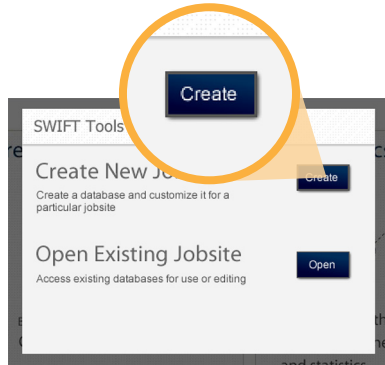 Create
SWIFT Tools
Create New Jo
Create
Create a database and customize it for a
particular jobsite
Open Existing Jobsite
Open
Access existing databases for use or editing
and statistics